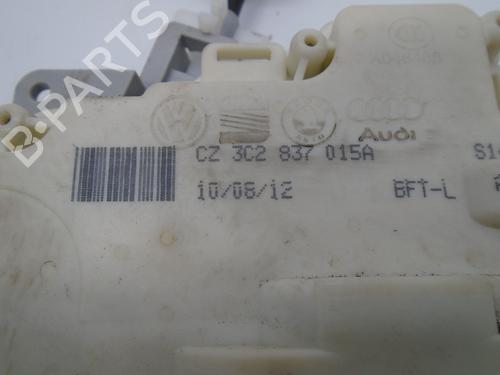 B-PARTS
Audi
CZ 3C2 837 015A
10/08/12
BFT-L